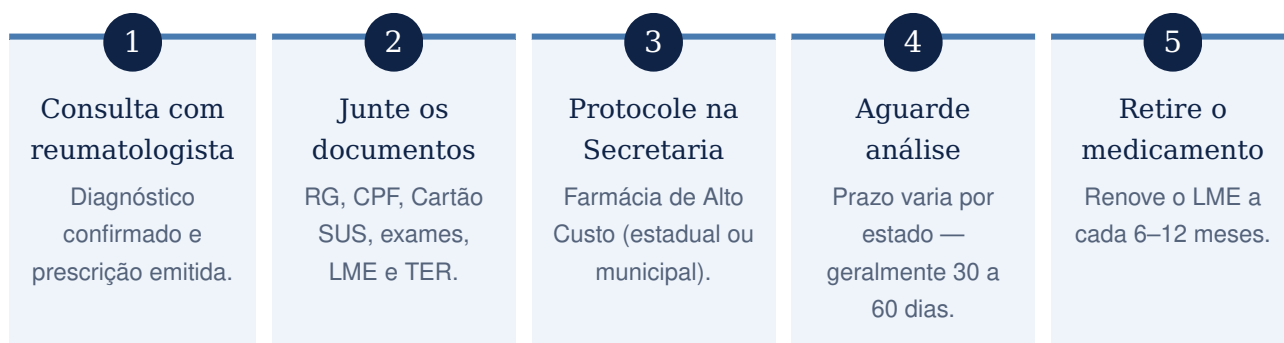 1
Consulta com
reumatologista
Diagnóstico
confirmado e
prescrição emitida.
2
Junte os
documentos
RG, CPF, Cartão
SUS, exames,
LME e TER.
3
Protocole na
Secretaria
Farmácia de Alto
Custo (estadual ou
municipal).
4
Aguarde
análise
Prazo varia por
estado —
geralmente 30 a
60 dias.
5
Retire o
medicamento
Renove o LME a
cada 6–12 meses.